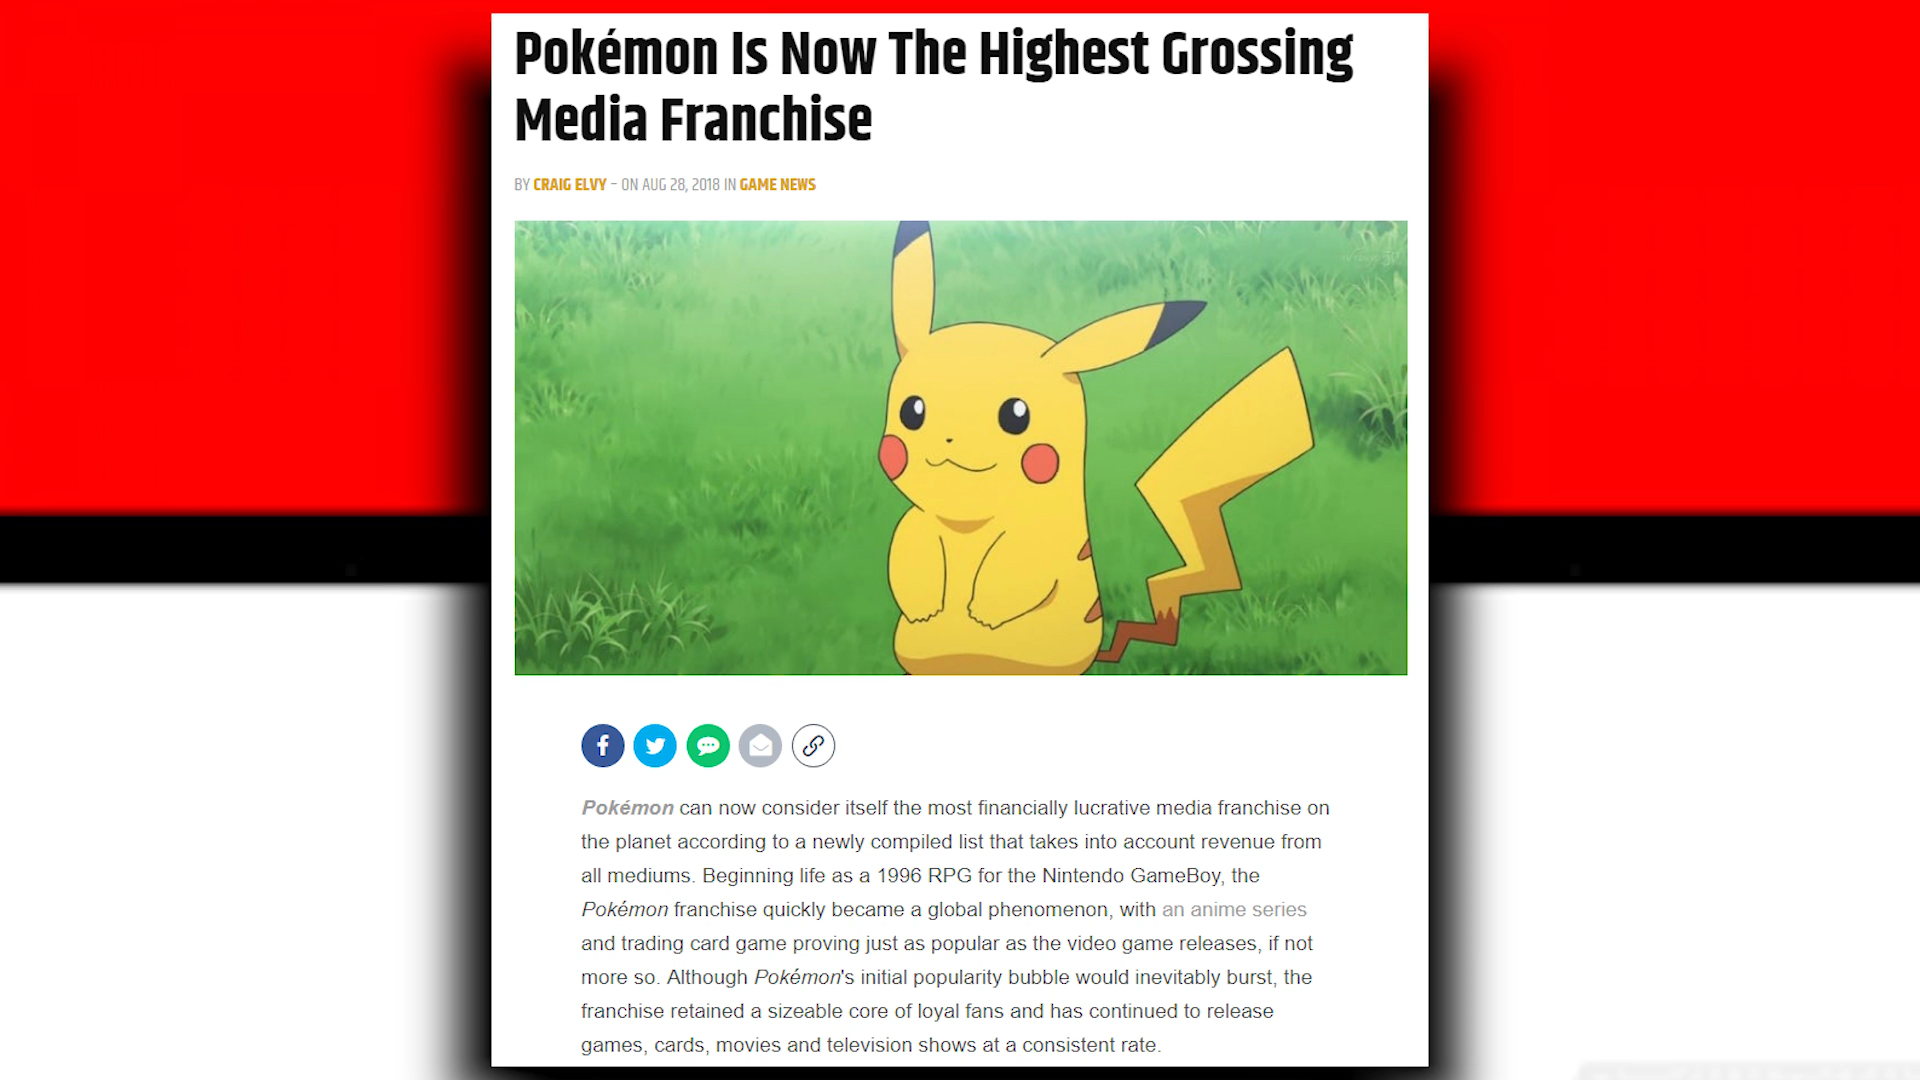 Pokémon Is Now The Highest Grossing
Media Franchise
BY CRAIG ELVY – ON AUG 28, 2018 IN GAME NEWS
Pokémon can now consider itself the most financially lucrative media franchise on
the planet according to a newly compiled list that takes into account revenue from
all mediums. Beginning life as a 1996 RPG for the Nintendo GameBoy, the
Pokémon franchise quickly became a global phenomenon, with an anime series
and trading card game proving just as popular as the video game releases, if not
more so. Although Pokémon's initial popularity bubble would inevitably burst, the
franchise retained a sizeable core of loyal fans and has continued to release
games, cards, movies and television shows at a consistent rate.